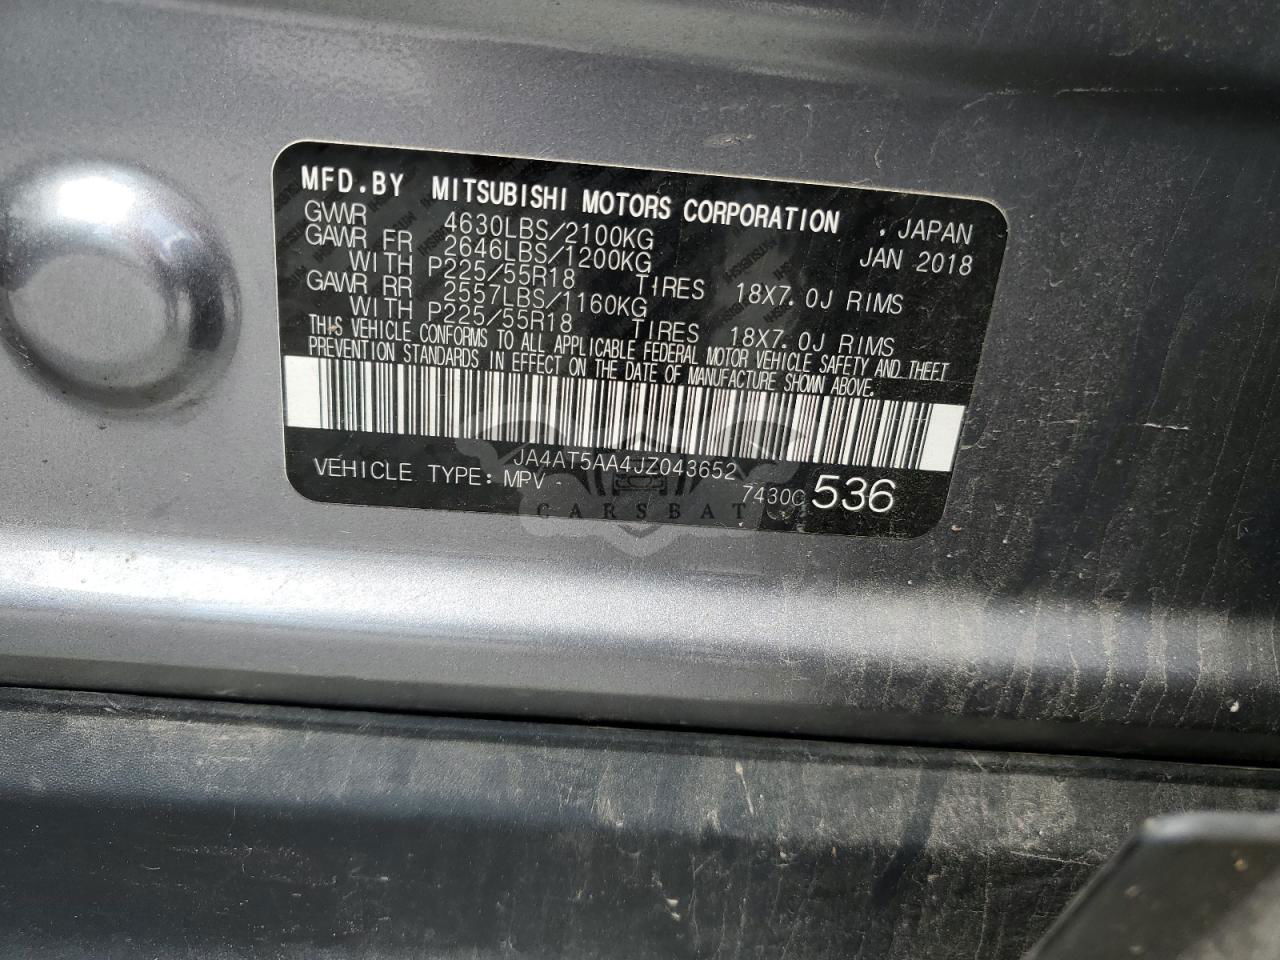 MFD.BY MITSUBISHI MOTORS CORPORATION . JAPAN
GVWR 4630LBS/2100KG JAN 2018
GAWR FR 2646LBS/1200KG
WITH P225/55R18 TIRES 18X7.0J RIMS
GAWR RR 2557LBS/1160KG
WITH P225/55R18 TIRES 18X7.0J RIMS
THIS VEHICLE CONFORMS TO ALL APPLICABLE FEDERAL MOTOR VEHICLE SAFETY AND THEFT
PREVENTION STANDARDS IN EFFECT ON THE DATE OF MANUFACTURE SHOWN ABOVE.
JA4AT5AA4JZ043652
VEHICLE TYPE: MPV - 7430C 536
CARSBAT